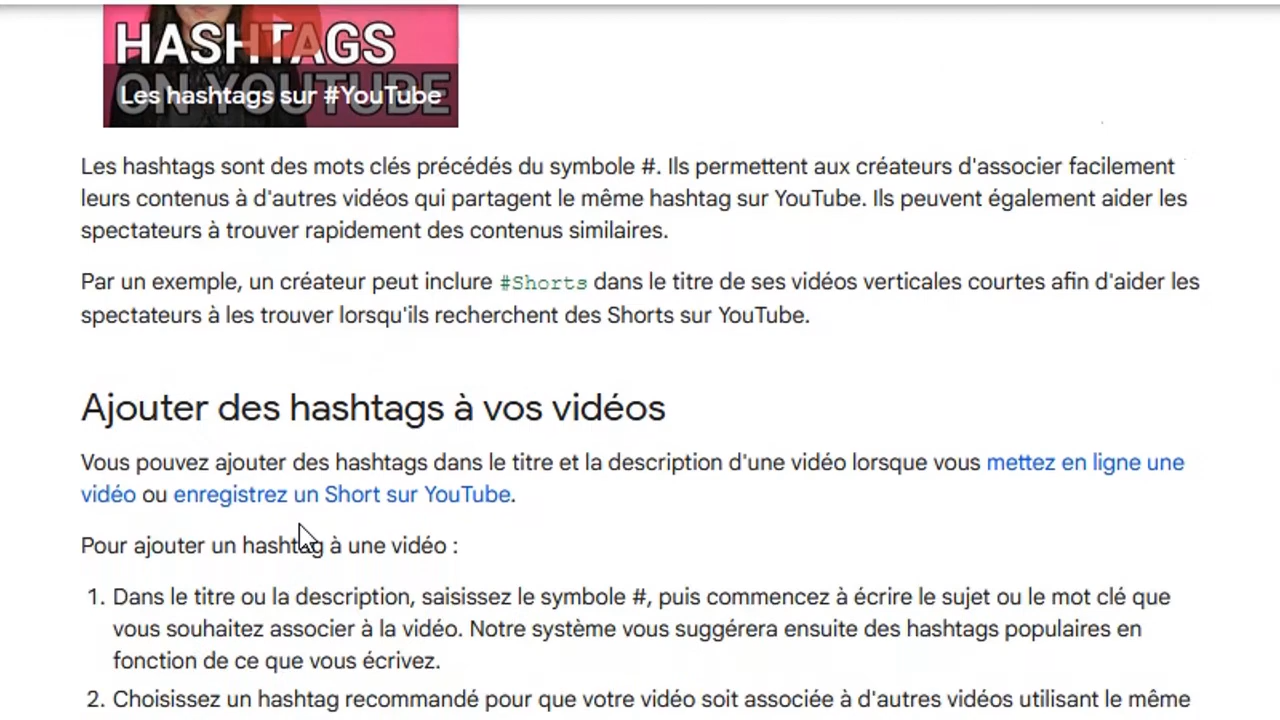 HASHTAGS
ON YOUTUBE
Les hashtags sur #YouTube
Les hashtags sont des mots clés précédés du symbole #. Ils permettent aux créateurs d'associer facilement
leurs contenus à d'autres vidéos qui partagent le même hashtag sur YouTube. Ils peuvent également aider les
spectateurs à trouver rapidement des contenus similaires.
Par un exemple, un créateur peut inclure #Shorts dans le titre de ses vidéos verticales courtes afin d'aider les
spectateurs à les trouver lorsqu'ils recherchent des Shorts sur YouTube.
Ajouter des hashtags à vos vidéos
Vous pouvez ajouter des hashtags dans le titre et la description d'une vidéo lorsque vous mettez en ligne une
vidéo ou enregistrez un Short sur YouTube.
Pour ajouter un hashtag à une vidéo :
1. Dans le titre ou la description, saisissez le symbole #, puis commencez à écrire le sujet ou le mot clé que
vous souhaitez associer à la vidéo. Notre système vous suggérera ensuite des hashtags populaires en
fonction de ce que vous écrivez.
2. Choisissez un hashtag recommandé pour que votre vidéo soit associée à d'autres vidéos utilisant le même